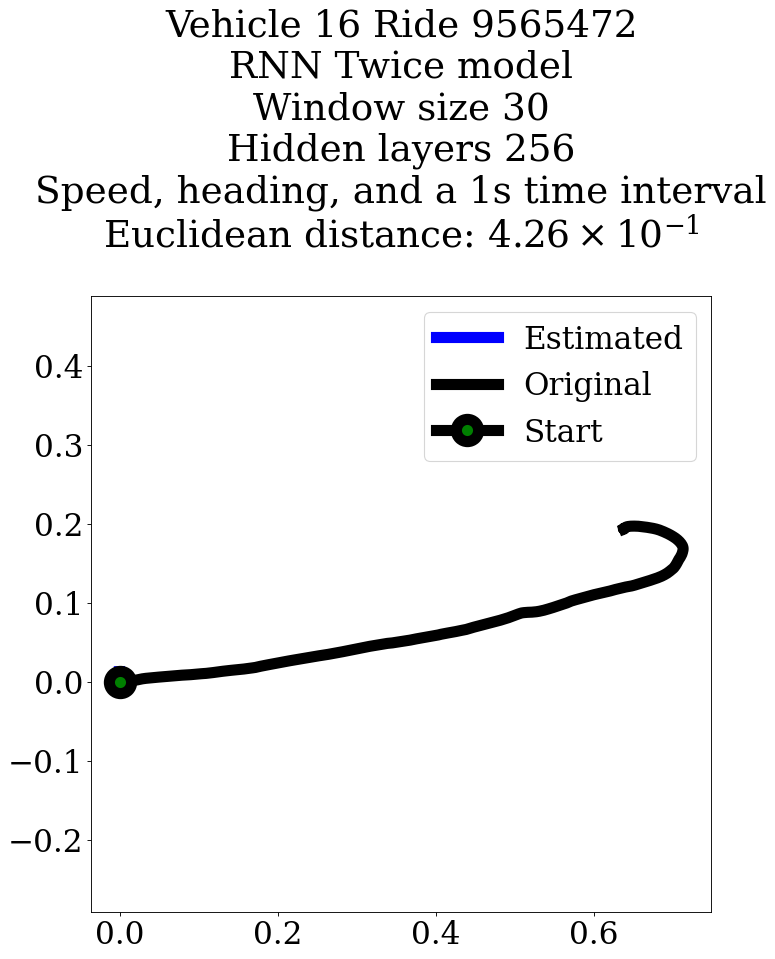 Vehicle 16 Ride 9565472
RNN Twice model
Window size 30
Hidden layers 256
Speed, heading, and a 1s time interval
Euclidean distance: 4.26 × 10⁻¹
Estimated
Original
Start
0.4
0.3
0.2
0.1
0.0
−0.1
−0.2
0.0 0.2 0.4 0.6